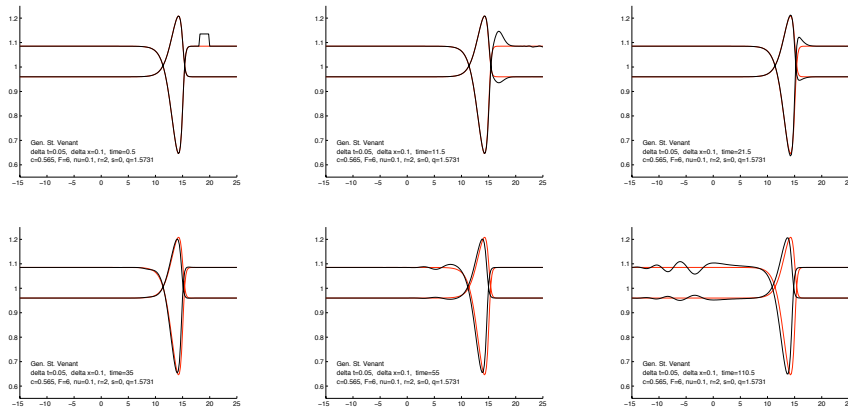 1.2
1.1
1
0.9
0.8
0.7
0.6
Gen. St. Venant
delta t=0.05, delta x=0.1, time=0.5
c=0.565, F=6, nu=0.1, r=2, s=0, q=1.5731
−15 −10 −5 0 5 10 15 20 25
1.2
1.1
1
0.9
0.8
0.7
0.6
Gen. St. Venant
delta t=0.05, delta x=0.1, time=11.5
c=0.565, F=6, nu=0.1, r=2, s=0, q=1.5731
−15 −10 −5 0 5 10 15 20 25
1.2
1.1
1
0.9
0.8
0.7
0.6
Gen. St. Venant
delta t=0.05, delta x=0.1, time=21.5
c=0.565, F=6, nu=0.1, r=2, s=0, q=1.5731
−15 −10 −5 0 5 10 15 20 25
1.2
1.1
1
0.9
0.8
0.7
0.6
Gen. St. Venant
delta t=0.05, delta x=0.1, time=35
c=0.565, F=6, nu=0.1, r=2, s=0, q=1.5731
−15 −10 −5 0 5 10 15 20 25
1.2
1.1
1
0.9
0.8
0.7
0.6
Gen. St. Venant
delta t=0.05, delta x=0.1, time=55
c=0.565, F=6, nu=0.1, r=2, s=0, q=1.5731
−15 −10 −5 0 5 10 15 20 25
1.2
1.1
1
0.9
0.8
0.7
0.6
Gen. St. Venant
delta t=0.05, delta x=0.1, time=110.5
c=0.565, F=6, nu=0.1, r=2, s=0, q=1.5731
−15 −10 −5 0 5 10 15 20 25